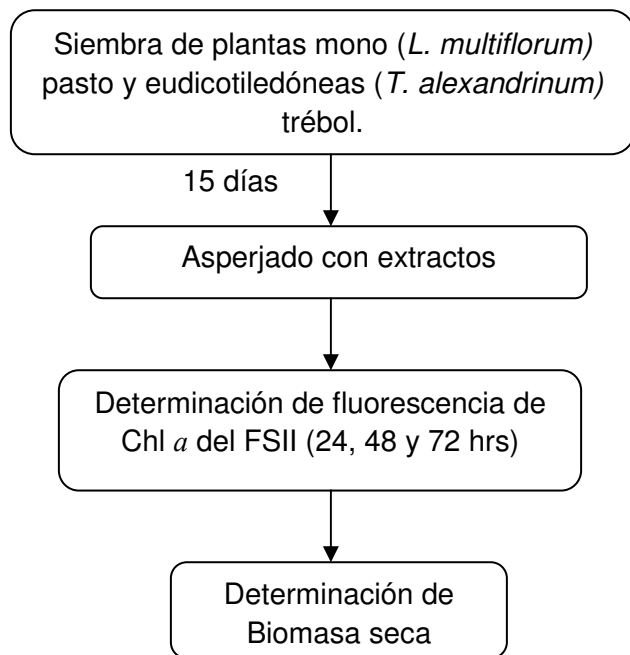 Siembra de plantas mono (L. multiflorum)
pasto y eudicotiledóneas (T. alexandrinum)
trébol.
15 días
Asperjado con extractos
Determinación de fluorescencia de
Chl a del FSII (24, 48 y 72 hrs)
Determinación de
Biomasa seca